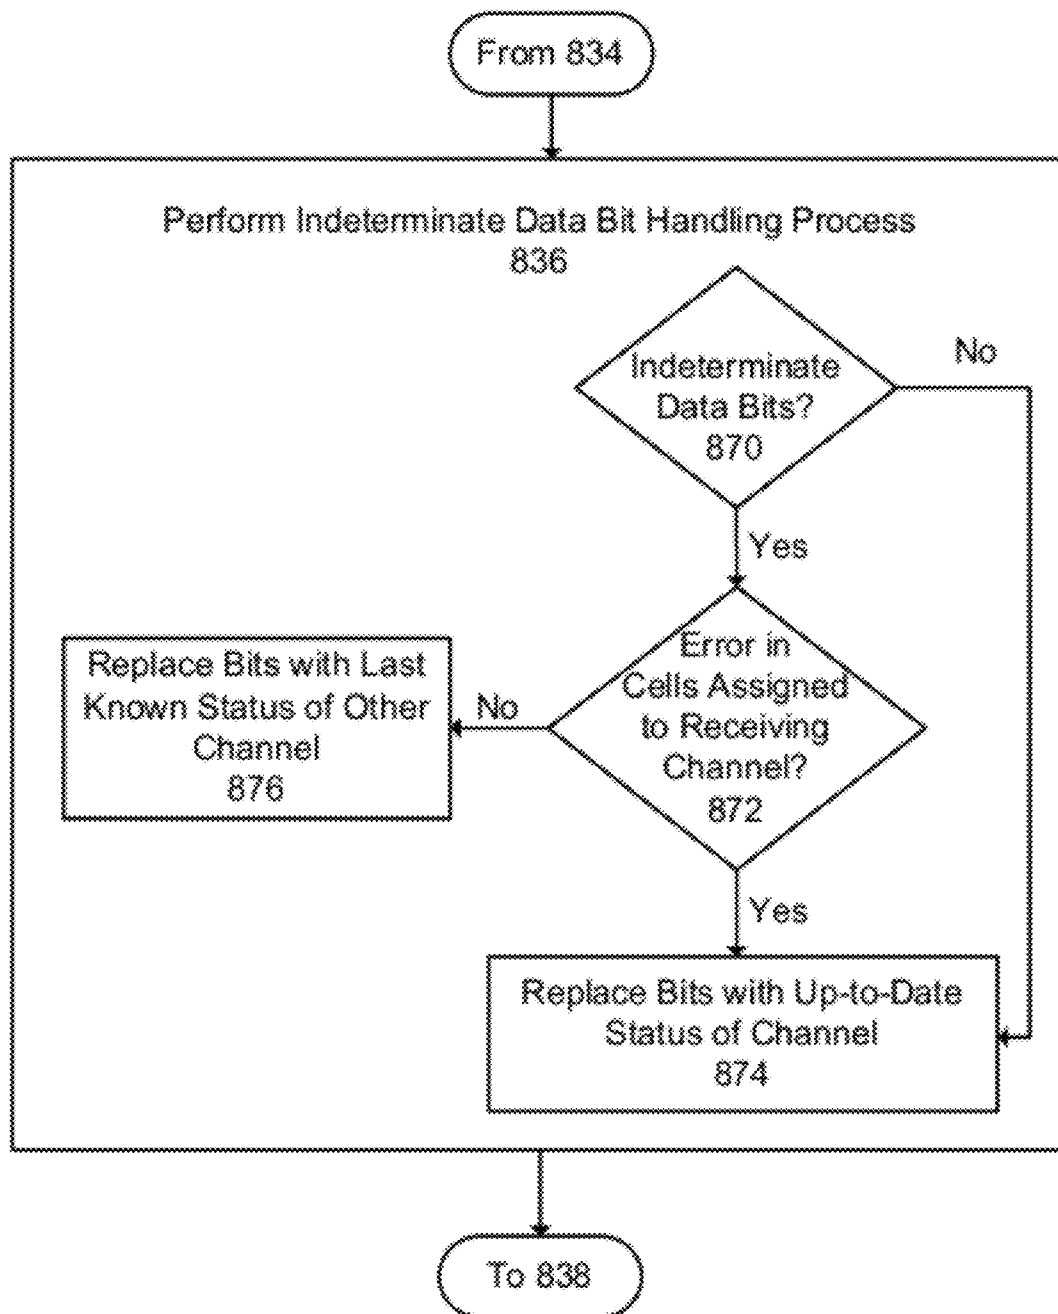 From 834
Perform Indeterminate Data Bit Handling Process
836
Indeterminate
Data Bits?
870
No
Yes
Error in
Cells Assigned
to Receiving
Channel?
872
No
Replace Bits with Last
Known Status of Other
Channel
876
Yes
Replace Bits with Up-to-Date
Status of Channel
874
To 838